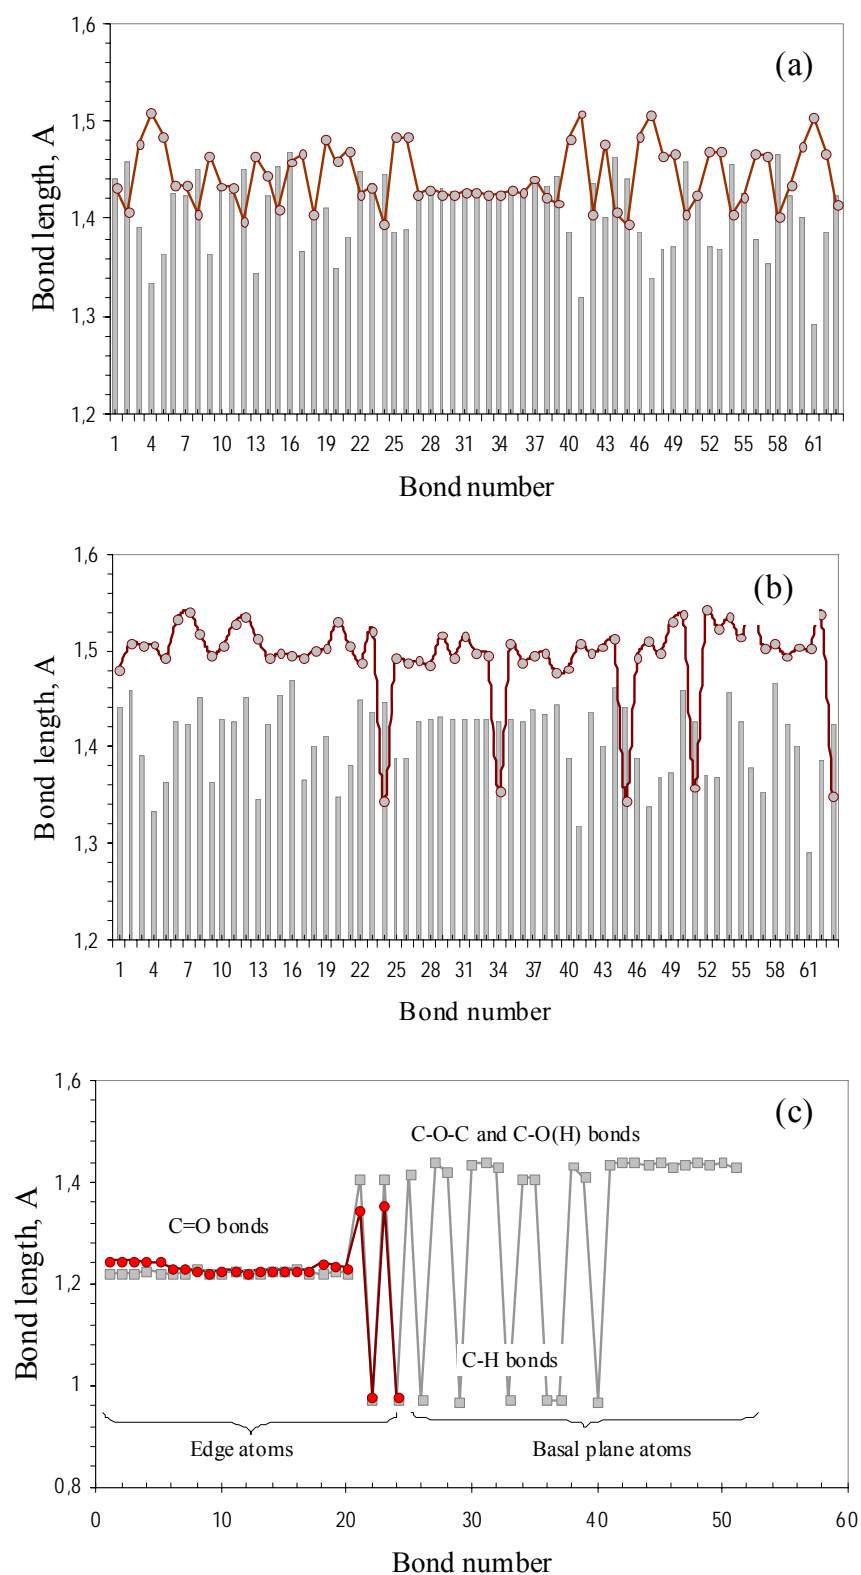 1,6
(a)
1,5
1,4
1,3
1,2
Bond length, A
1 4 7 10 13 16 19 22 25 28 31 34 37 40 43 46 49 52 55 58 61
Bond number
1,6
(b)
1,5
1,4
1,3
1,2
Bond length, A
1 4 7 10 13 16 19 22 25 28 31 34 37 40 43 46 49 52 55 58 61
Bond number
1,6
(c)
C-O-C and C-O(H) bonds
1,4
C=O bonds
1,2
C-H bonds
1
Edge atoms
Basal plane atoms
0,8
Bond length, A
0 10 20 30 40 50 60
Bond number